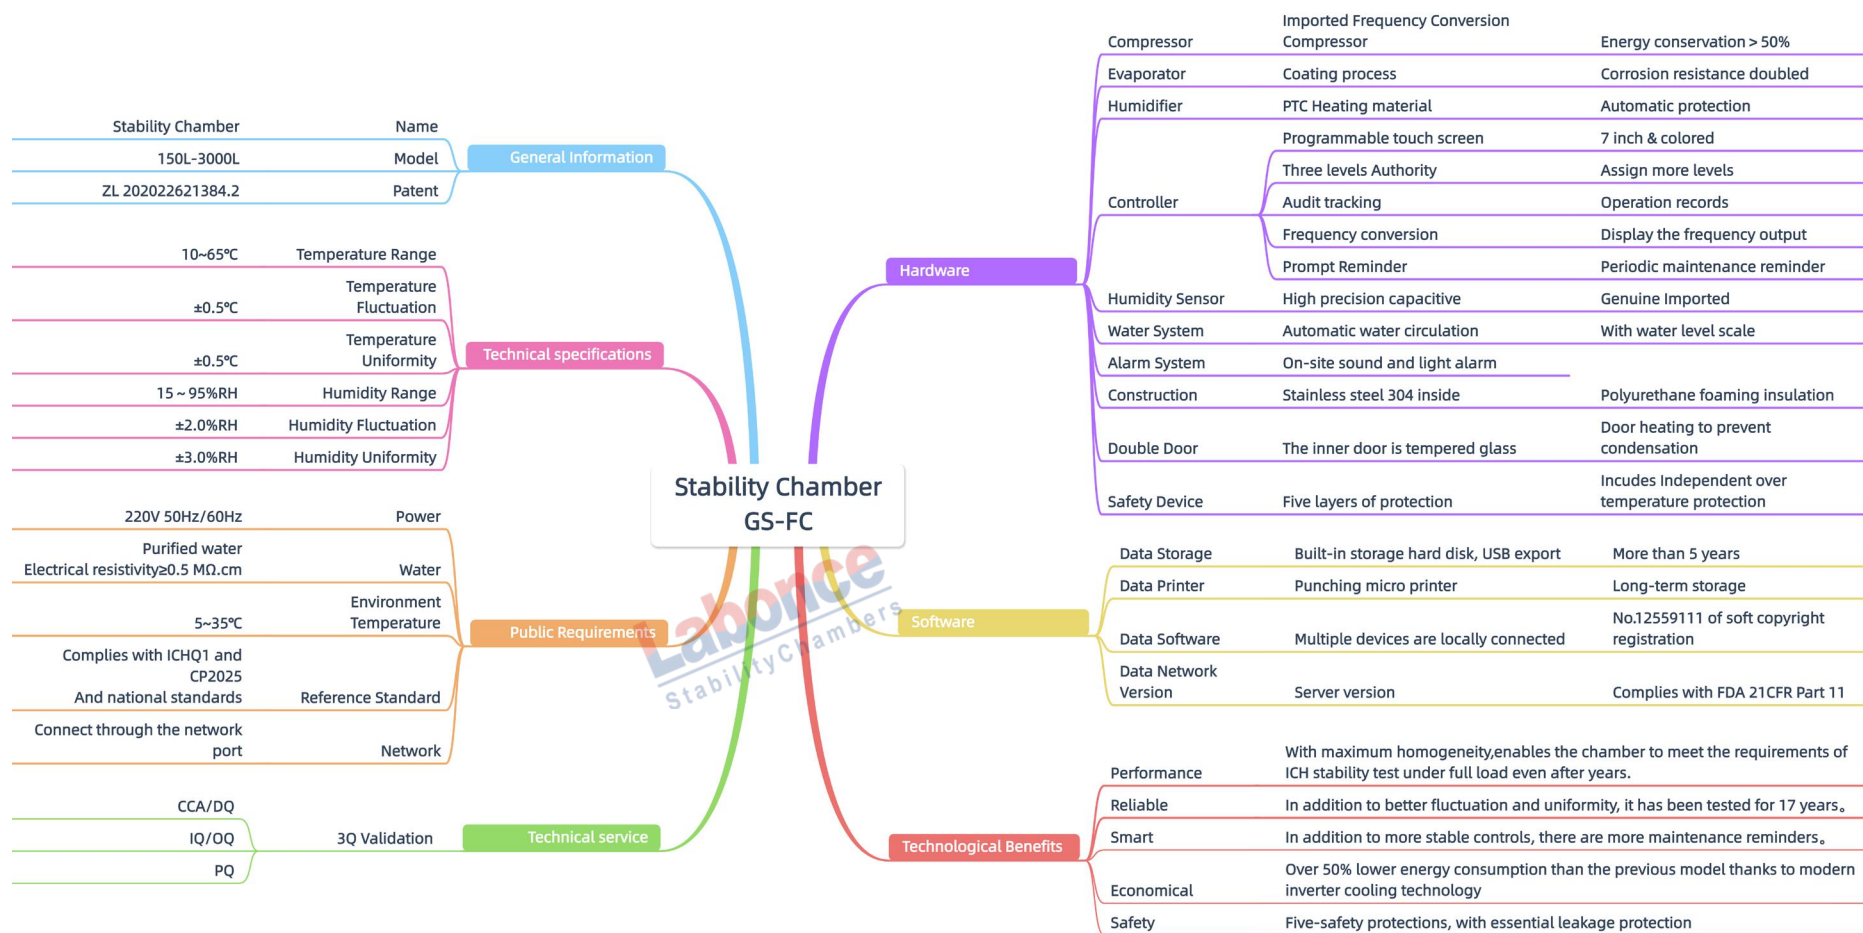 Stability Chamber
GS-FC
General Information
Name
Stability Chamber
Model
150L-3000L
Patent
ZL 202022621384.2
Technical specifications
Temperature Range
10~65℃
Temperature
Fluctuation
±0.5℃
Temperature
Uniformity
±0.5℃
Humidity Range
15 ~ 95%RH
Humidity Fluctuation
±2.0%RH
Humidity Uniformity
±3.0%RH
Public Requirements
Power
220V 50Hz/60Hz
Water
Purified water
Electrical resistivity≥0.5 MΩ.cm
Environment
Temperature
5~35℃
Reference Standard
Complies with ICHQ1 and
CP2025
And national standards
Network
Connect through the network
port
Technical service
3Q Validation
CCA/DQ
IQ/OQ
PQ
Hardware
Compressor
Imported Frequency Conversion
Compressor
Energy conservation > 50%
Evaporator
Coating process
Corrosion resistance doubled
Humidifier
PTC Heating material
Automatic protection
Controller
Programmable touch screen
7 inch & colored
Three levels Authority
Assign more levels
Audit tracking
Operation records
Frequency conversion
Display the frequency output
Prompt Reminder
Periodic maintenance reminder
Humidity Sensor
High precision capacitive
Genuine Imported
Water System
Automatic water circulation
With water level scale
Alarm System
On-site sound and light alarm
Construction
Stainless steel 304 inside
Polyurethane foaming insulation
Double Door
The inner door is tempered glass
Door heating to prevent
condensation
Safety Device
Five layers of protection
Incudes Independent over
temperature protection
Software
Data Storage
Built-in storage hard disk, USB export
More than 5 years
Data Printer
Punching micro printer
Long-term storage
Data Software
Multiple devices are locally connected
No.12559111 of soft copyright
registration
Data Network
Version
Server version
Complies with FDA 21CFR Part 11
Technological Benefits
Performance
With maximum homogeneity,enables the chamber to meet the requirements of
ICH stability test under full load even after years.
Reliable
In addition to better fluctuation and uniformity, it has been tested for 17 years。
Smart
In addition to more stable controls, there are more maintenance reminders。
Economical
Over 50% lower energy consumption than the previous model thanks to modern
inverter cooling technology
Safety
Five-safety protections, with essential leakage protection
Labonce
StabilityChambers